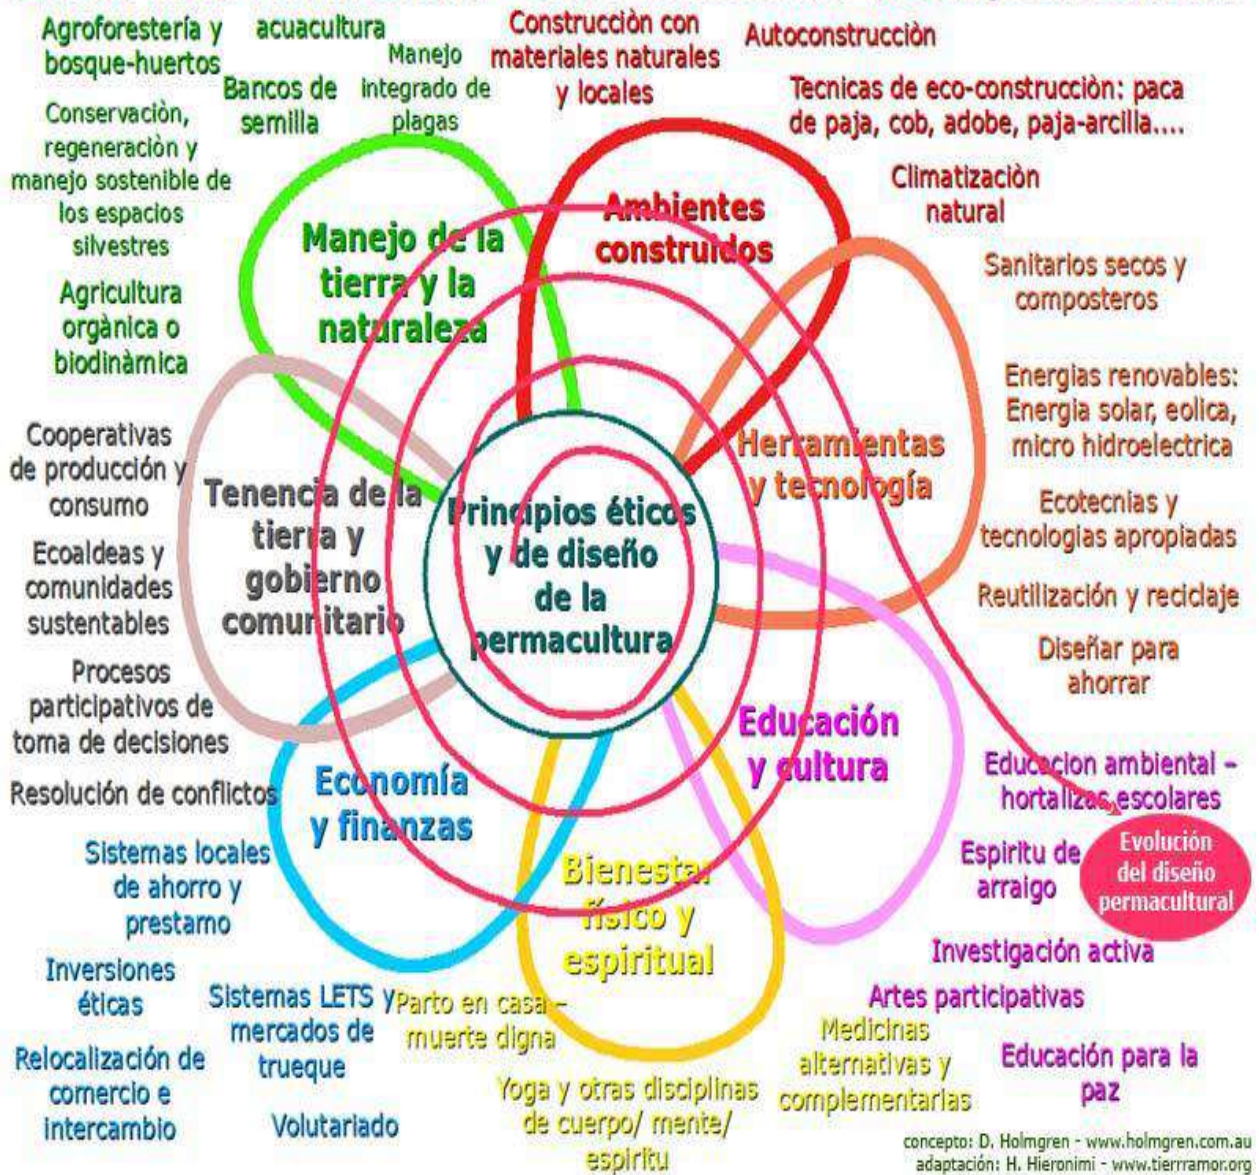 Agroforestería y
bosque-huertos
acuacultura
Bancos de
semilla
Manejo
integrado de
plagas
Conservaciòn,
regeneraciòn y
manejo sostenible de
los espacios
silvestres
Agricultura
orgànica o
biodinàmica
Manejo de la
tierra y la
naturaleza
Construcciòn con
materiales naturales
y locales
Autoconstrucciòn
Tecnicas de eco-construcciòn: paca
de paja, cob, adobe, paja-arcilla....
Climatizaciòn
natural
Ambientes
construidos
Sanitarios secos y
composteros
Energias renovables:
Energia solar, eolica,
micro hidroelectrica
Ecotecnias y
tecnologias apropiadas
Reutilización y reciclaje
Diseñar para
ahorrar
Herramientas
y tecnología
Cooperativas
de producción y
consumo
Ecoaldeas y
comunidades
sustentables
Procesos
participativos de
toma de decisiones
Resolución de conflictos
Tenencia de la
tierra y
gobierno
comunitario
Principios éticos
y de diseño
de la
permacultura
Educación
y cultura
Educacion ambiental –
hortalizas escolares
Espiritu de
arraigo
Evolución
del diseño
permacultural
Investigación activa
Artes participativas
Educación para la
paz
Economía
y finanzas
Sistemas locales
de ahorro y
prestamo
Inversiones
éticas
Sistemas LETS y
mercados de
trueque
Relocalización de
comercio e
intercambio
Volutariado
Bienestar
físico y
espiritual
Parto en casa –
muerte digna
Yoga y otras disciplinas
de cuerpo/ mente/
espiritu
Medicinas
alternativas y
complementarias
concepto: D. Holmgren - www.holmgren.com.au
adaptación: H. Hieronimi - www.tierrramor.org